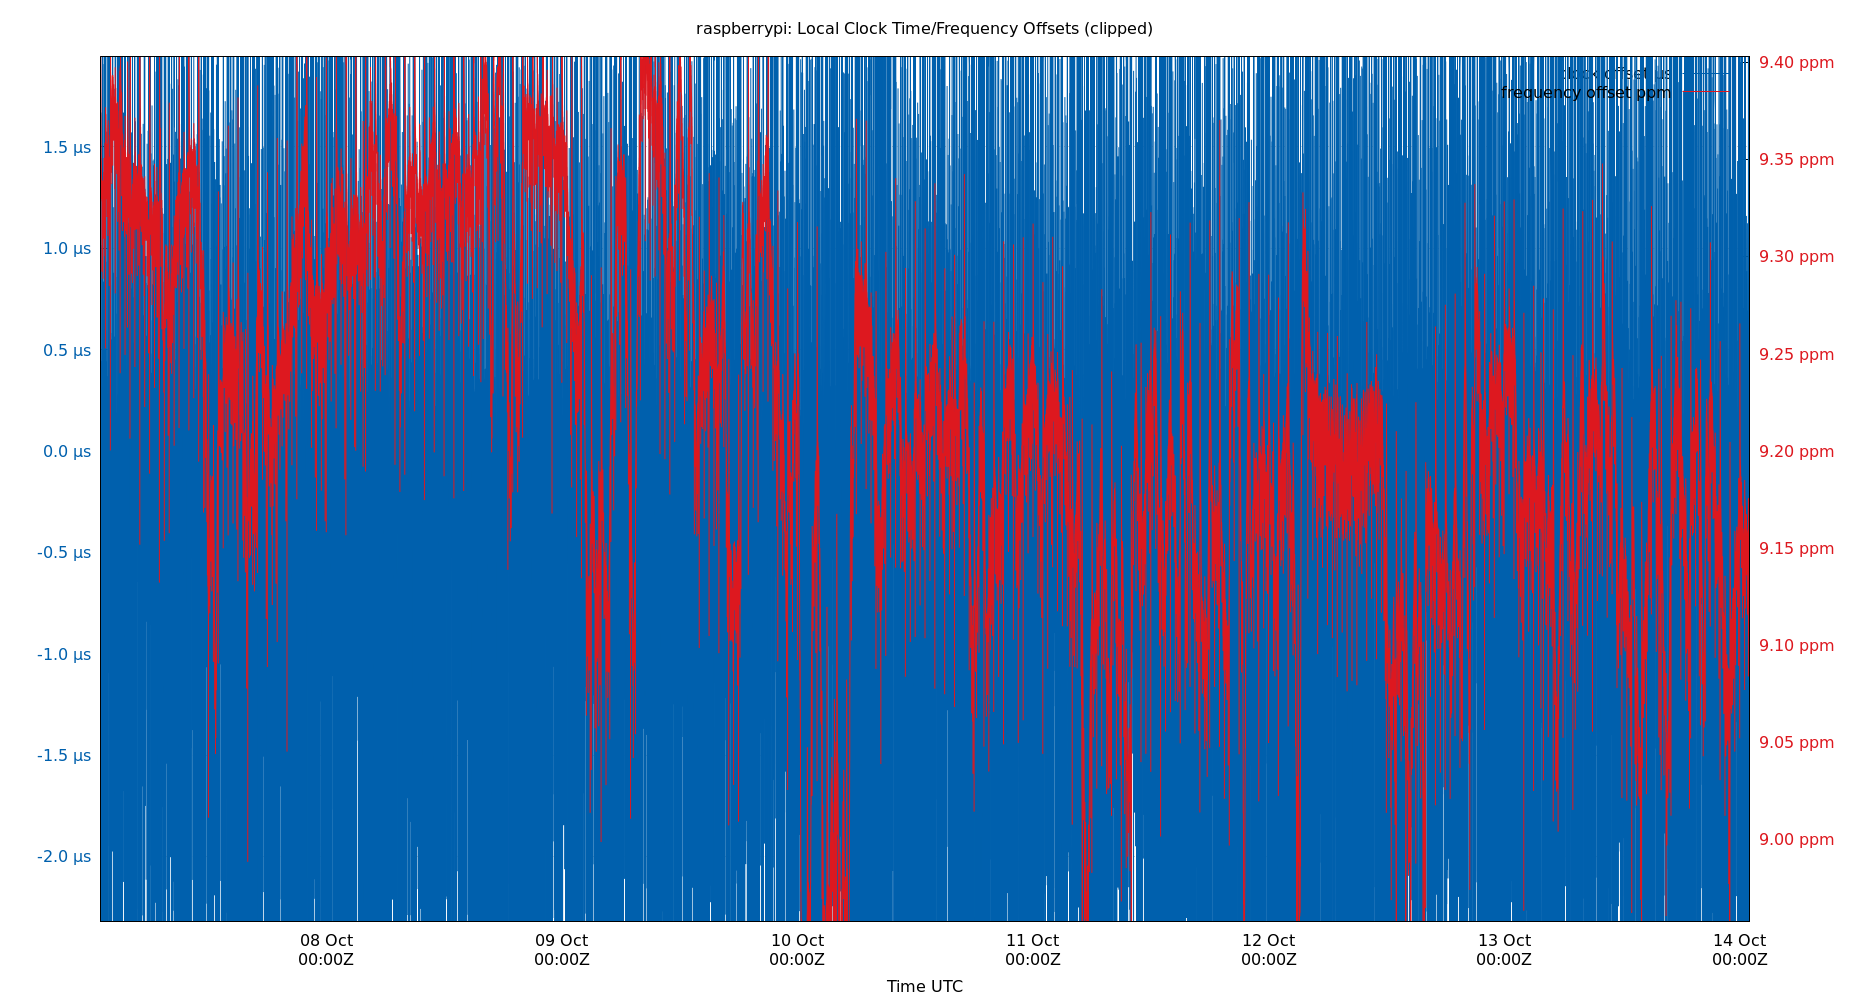 raspberrypi: Local Clock Time/Frequency Offsets (clipped)
clock offset us
frequency offset ppm
1.5 µs
1.0 µs
0.5 µs
0.0 µs
-0.5 µs
-1.0 µs
-1.5 µs
-2.0 µs
9.40 ppm
9.35 ppm
9.30 ppm
9.25 ppm
9.20 ppm
9.15 ppm
9.10 ppm
9.05 ppm
9.00 ppm
08 Oct
00:00Z
09 Oct
00:00Z
10 Oct
00:00Z
11 Oct
00:00Z
12 Oct
00:00Z
13 Oct
00:00Z
14 Oct
00:00Z
Time UTC